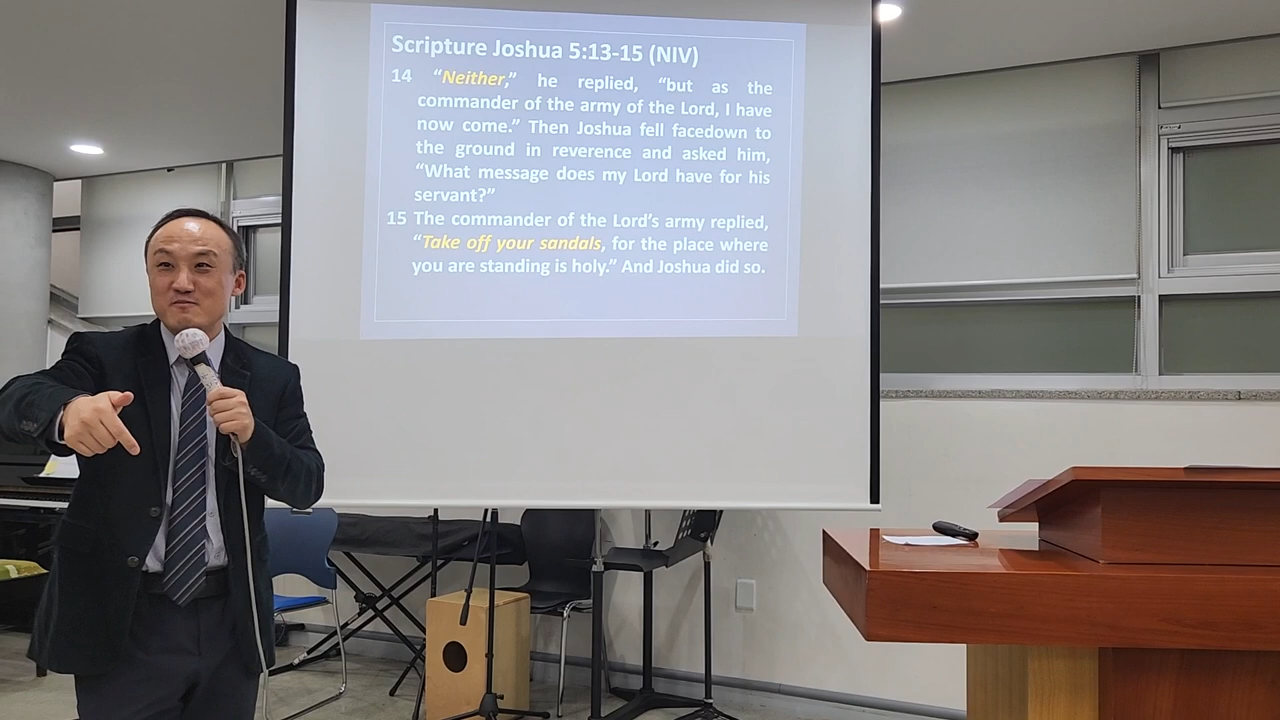 Scripture Joshua 5:13-15 (NIV)
14 “Neither,” he replied, “but as the
commander of the army of the Lord, I have
now come.” Then Joshua fell facedown to
the ground in reverence and asked him,
“What message does my Lord have for his
servant?”
15 The commander of the Lord’s army replied,
“Take off your sandals, for the place where
you are standing is holy.” And Joshua did so.